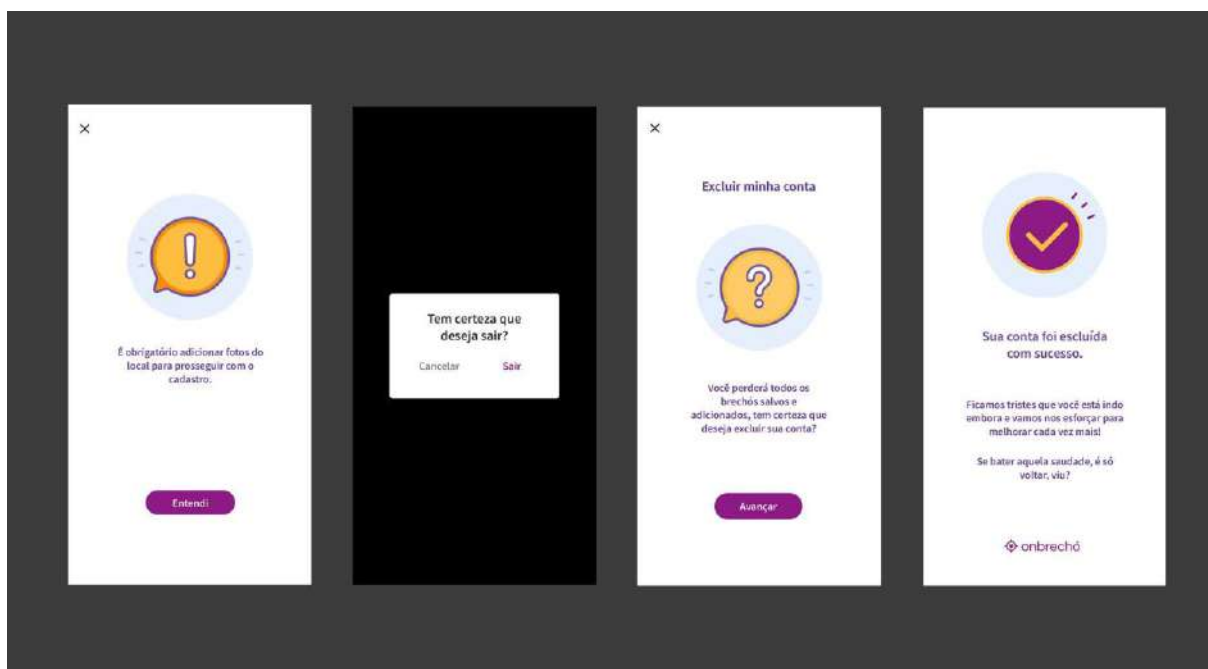 É obrigatório adicionar fotos do
local para prosseguir com o
cadastro.
Entendi
Tem certeza que
deseja sair?
Cancelar Sair
Excluir minha conta
Você perderá todos os
brechós salvos e
adicionados, tem certeza que
deseja excluir sua conta?
Avançar
Sua conta foi escluída
com sucesso.
Ficamos tristes que você está indo
embora e vamos nos esforçar para
melhorar cada vez mais!
Se bater aquela saudade, é só
voltar, viu?
onbrechó